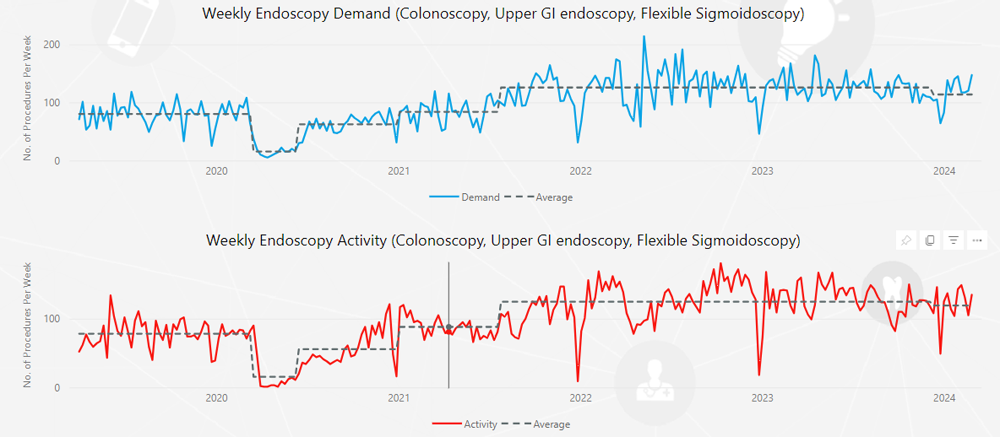 Weekly Endoscopy Demand (Colonoscopy, Upper GI endoscopy, Flexible Sigmoidoscopy)
No. of Procedures Per Week
200
100
0
2020 2021 2022 2023 2024
Demand Average
Weekly Endoscopy Activity (Colonoscopy, Upper GI endoscopy, Flexible Sigmoidoscopy)
No. of Procedures Per Week
100
0
2020 2021 2022 2023 2024
Activity Average